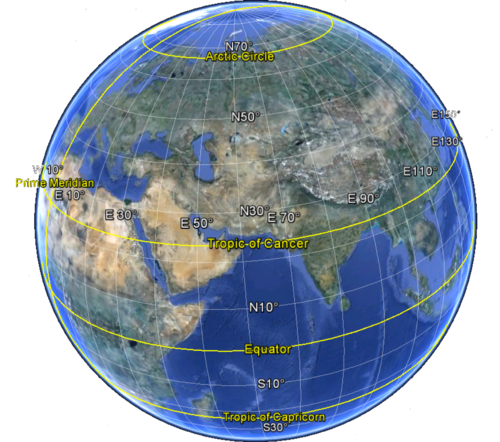 N70°
Arctic Circle
N50°
E150°
E130°
E110°
W 10°
Prime Meridian
E 10°
E 90°
E 30°
E 50°
N30°
E 70°
Tropic of Cancer
N10°
Equator
S10°
Tropic of Capricorn
S30°